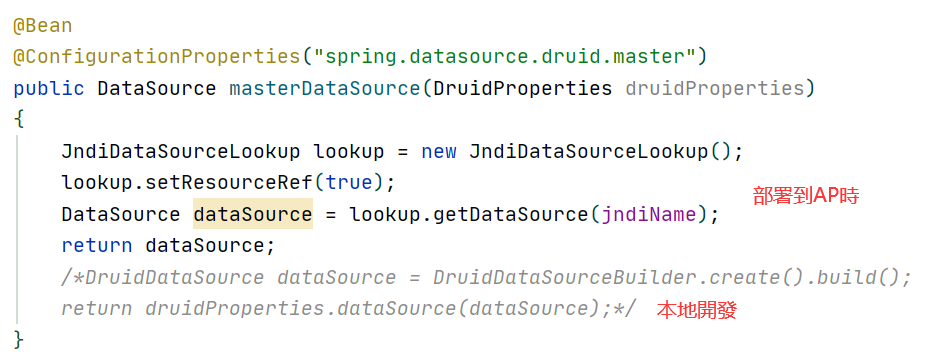 @Bean
@ConfigurationProperties("spring.datasource.druid.master")
public DataSource masterDataSource(DruidProperties druidProperties)
{
JndiDataSourceLookup lookup = new JndiDataSourceLookup();
lookup.setResourceRef(true);
部署到AP時
DataSource dataSource = lookup.getDataSource(jndiName);
return dataSource;
/*DruidDataSource dataSource = DruidDataSourceBuilder.create().build();
return druidProperties.dataSource(dataSource);*/ 本地開發
}